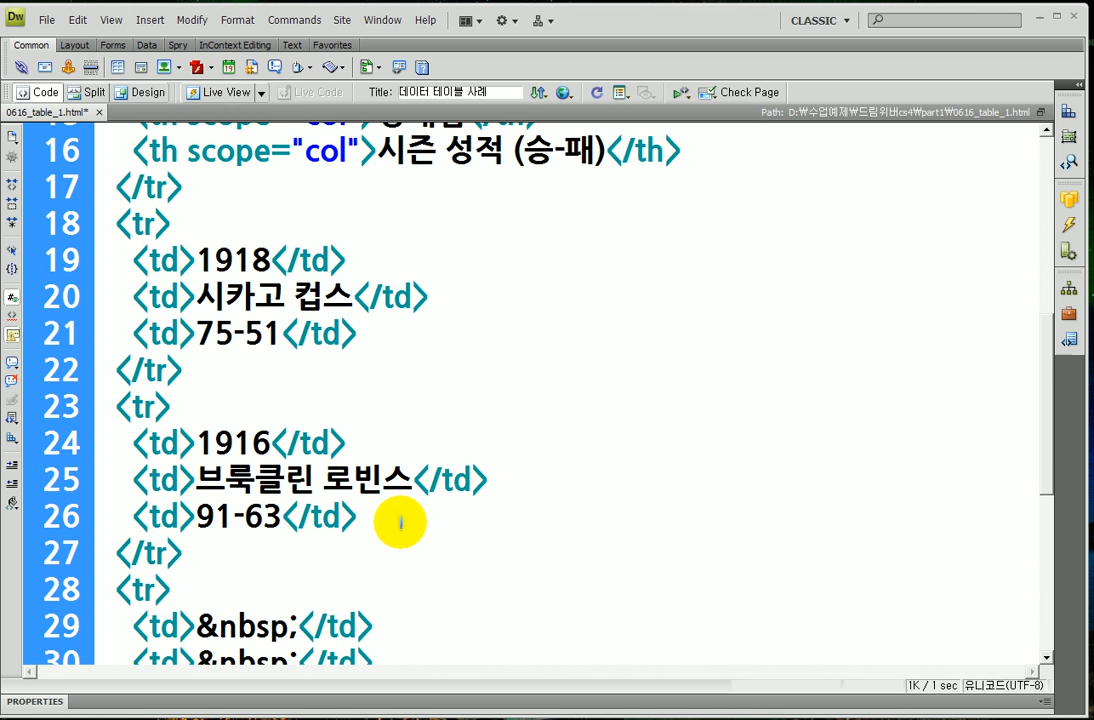 Dw File Edit View Insert Modify Format Commands Site Window Help CLASSIC
Common Layout Forms Data Spry InContext Editing Text Favorites
Code Split Design Live View Live Code Title: 데이터 테이블 사례 Check Page
0616_table_1.html* Path: D:₩수업예제₩드림위버cs4₩part1₩0616_table_1.html
16 <th scope="col">시즌 성적 (승-패)</th>
17 </tr>
18 <tr>
19 <td>1918</td>
20 <td>시카고 컵스</td>
21 <td>75-51</td>
22 </tr>
23 <tr>
24 <td>1916</td>
25 <td>브룩클린 로빈스</td>
26 <td>91-63</td>
27 </tr>
28 <tr>
29 <td>&nbsp;</td>
30 <td>&nbsp;</td>
1K / 1 sec 유니코드(UTF-8)
PROPERTIES